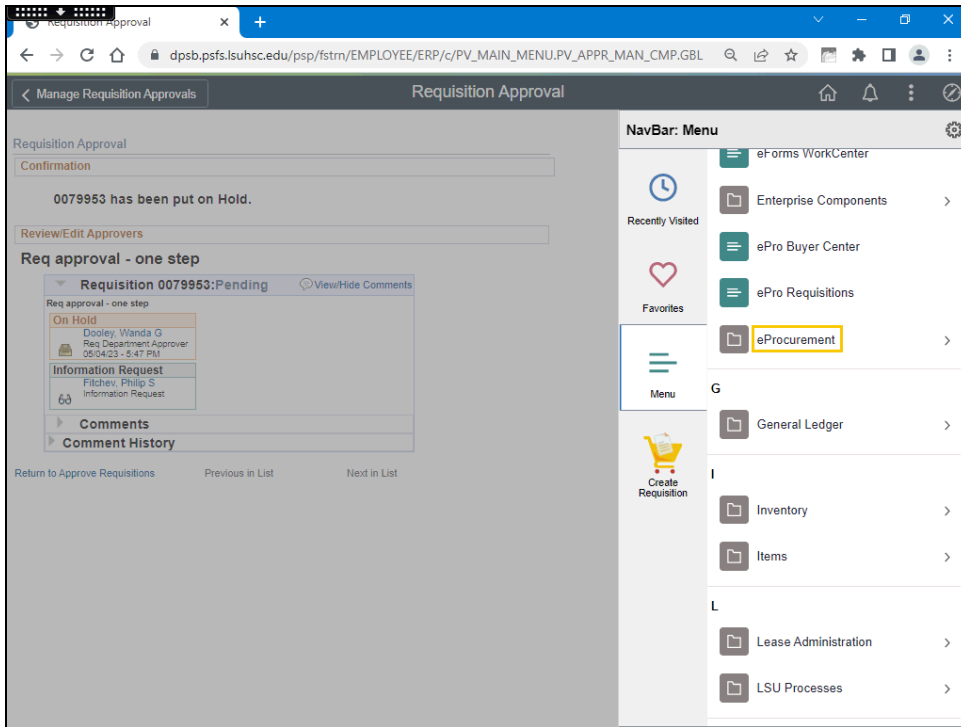 Requisition Approval
dpsb.psfs.lsuhsc.edu/psp/fstrn/EMPLOYEE/ERP/c/PV_MAIN_MENU.PV_APPR_MAN_CMP.GBL
Manage Requisition Approvals
Requisition Approval
Requisition Approval
Confirmation
0079953 has been put on Hold.
Review/Edit Approvers
Req approval - one step
Requisition 0079953:Pending
View/Hide Comments
Req approval - one step
On Hold
Dooley, Wanda G
Req Department Approver
05/04/23 - 5:47 PM
Information Request
Fitchev, Philip S
Information Request
Comments
Comment History
Return to Approve Requisitions
Previous in List
Next in List
NavBar: Menu
Recently Visited
Favorites
Menu
Create
Requisition
eForms WorkCenter
Enterprise Components
ePro Buyer Center
ePro Requisitions
eProcurement
G
General Ledger
I
Inventory
Items
L
Lease Administration
LSU Processes